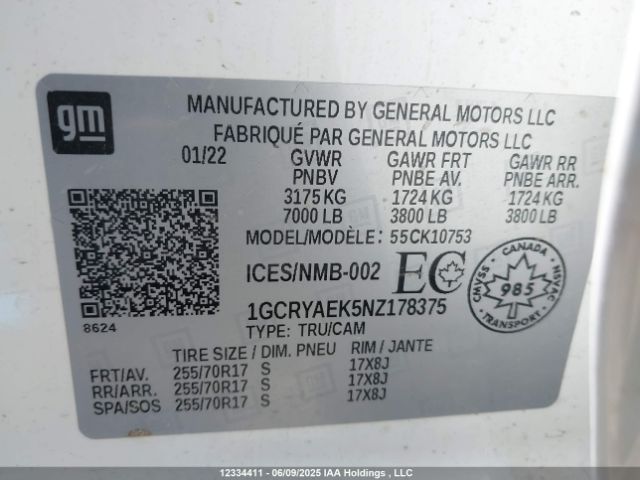 gm
MANUFACTURED BY GENERAL MOTORS LLC
FABRIQUÉ PAR GENERAL MOTORS LLC
01/22 GVWR GAWR FRT GAWR RR
PNBV PNBE AV. PNBE ARR.
3175 KG 1724 KG 1724 KG
7000 LB 3800 LB 3800 LB
MODEL/MODÈLE: 55CK10753
ICES/NMB-002 EC
CANADA
CMVSS 985 NSVAC
TRANSPORT
1GCRYAEK5NZ178375
8624
TYPE: TRU/CAM
TIRE SIZE / DIM. PNEU RIM / JANTE
FRT/AV. 255/70R17 S 17X8J
RR/ARR. 255/70R17 S 17X8J
SPA/SOS 255/70R17 S 17X8J
12334411 - 06/09/2025 IAA Holdings , LLC